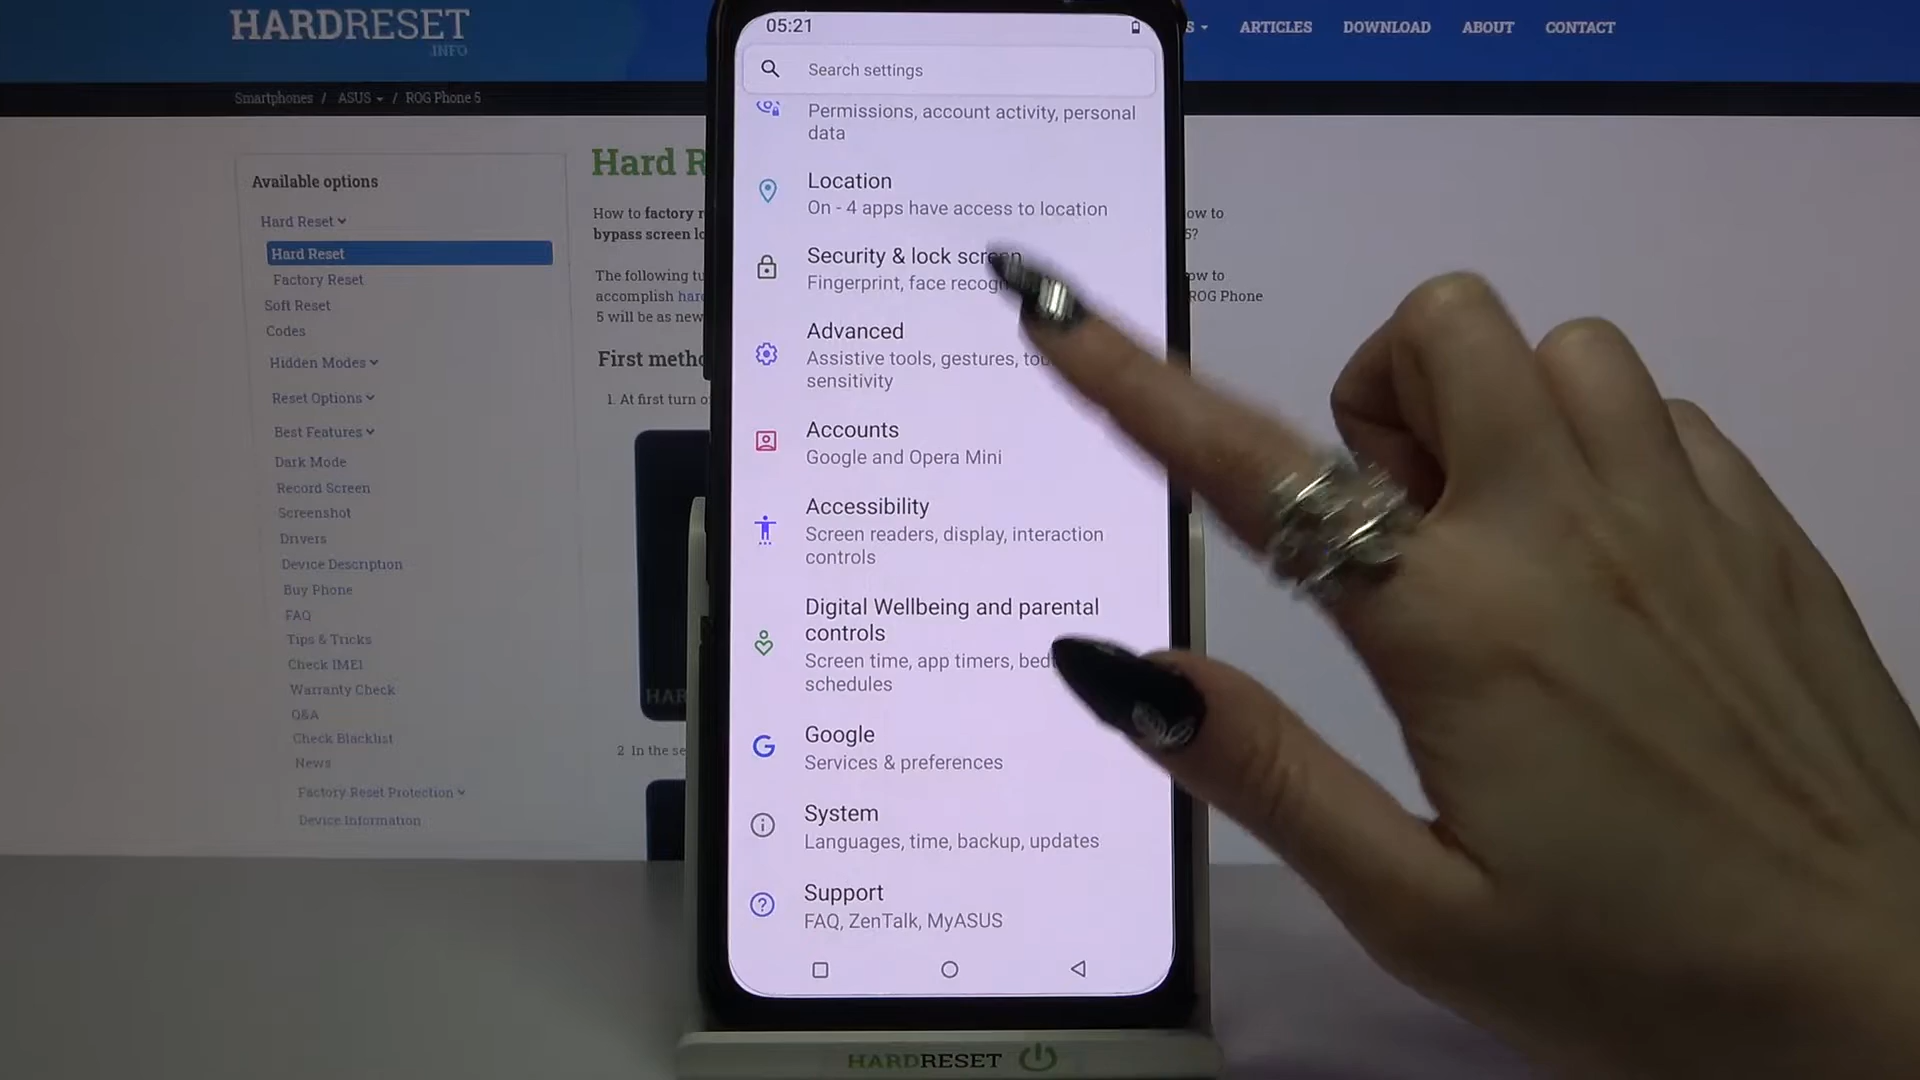 HARDRESET
.INFO
ARTICLES
DOWNLOAD
ABOUT
CONTACT
Smartphones / ASUS / ROG Phone 5
Available options
Hard Reset
Hard Reset
Factory Reset
Soft Reset
Codes
Hidden Modes
Reset Options
Best Features
Dark Mode
Record Screen
Screenshot
Drivers
Device Description
Buy Phone
FAQ
Tips & Tricks
Check IMEI
Warranty Check
Q&A
Check Blacklist
News
Factory Reset Protection
Device Information
Hard R
How to factory r
bypass screen lo
The following tu
accomplish hard
5 will be as new
First metho
1. At first turn o
2 In the se
ow to
5?
ow to
ROG Phone
05:21
Search settings
Permissions, account activity, personal
data
Location
On - 4 apps have access to location
Security & lock screen
Fingerprint, face recogn
Advanced
Assistive tools, gestures, tou
sensitivity
Accounts
Google and Opera Mini
Accessibility
Screen readers, display, interaction
controls
Digital Wellbeing and parental
controls
Screen time, app timers, bed
schedules
Google
Services & preferences
System
Languages, time, backup, updates
Support
FAQ, ZenTalk, MyASUS
HARDRESET